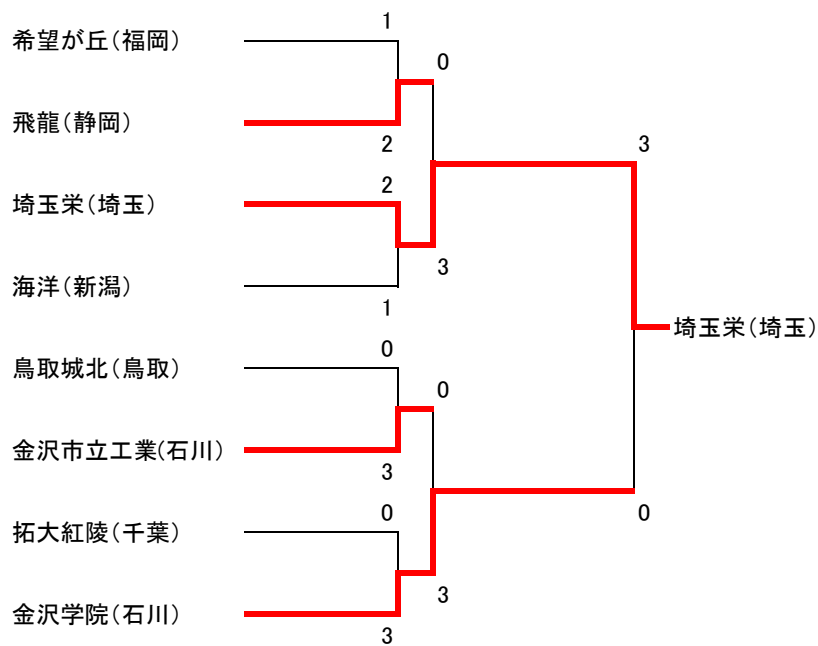 1
希望が丘（福岡）
0
飛龍（静岡）
2
3
2
埼玉栄（埼玉）
3
海洋（新潟）
1
埼玉栄（埼玉）
0
鳥取城北（鳥取）
0
金沢市立工業(石川）
3
0
0
拓大紅陵（千葉）
3
金沢学院（石川）
3